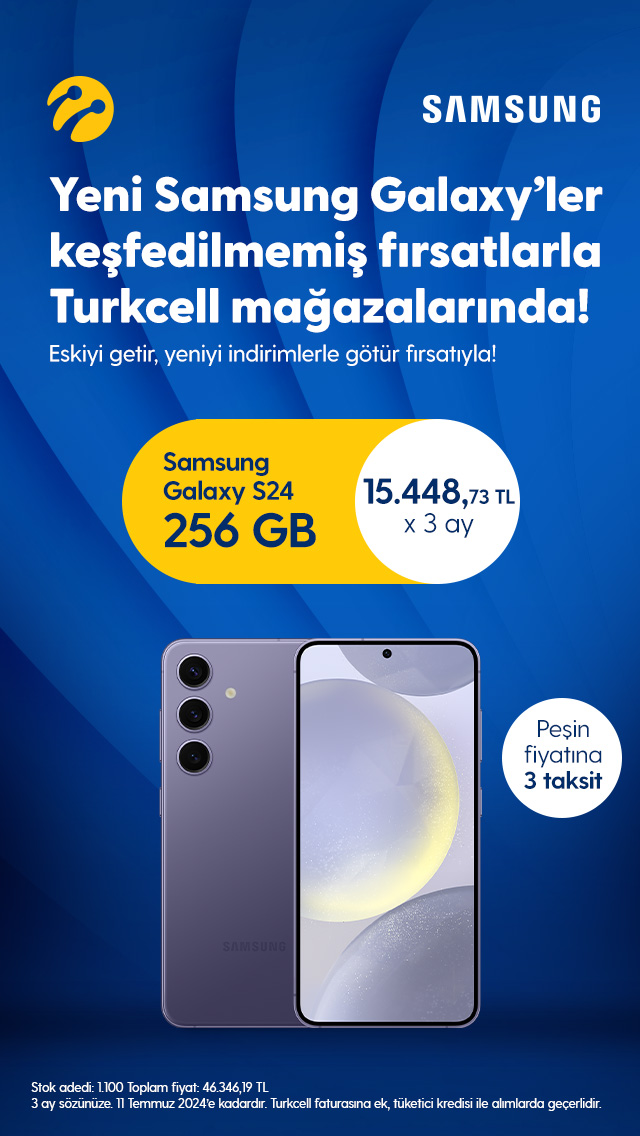 SAMSUNG
Yeni Samsung Galaxy'ler
keşfedilmemiş fırsatlarla
Turkcell mağazalarında!
Eskiyi getir, yeniyi indirimlerle götür fırsatıyla!
Samsung
Galaxy S24
256 GB
15.448,73 TL
x 3 ay
Peşin
fiyatına
3 taksit
SAMSUNG
Stok adedi: 1.100 Toplam fiyat: 46.346,19 TL
3 ay sözünüze. 11 Temmuz 2024'e kadardır. Turkcell faturasına ek, tüketici kredisi ile alımlarda geçerlidir.